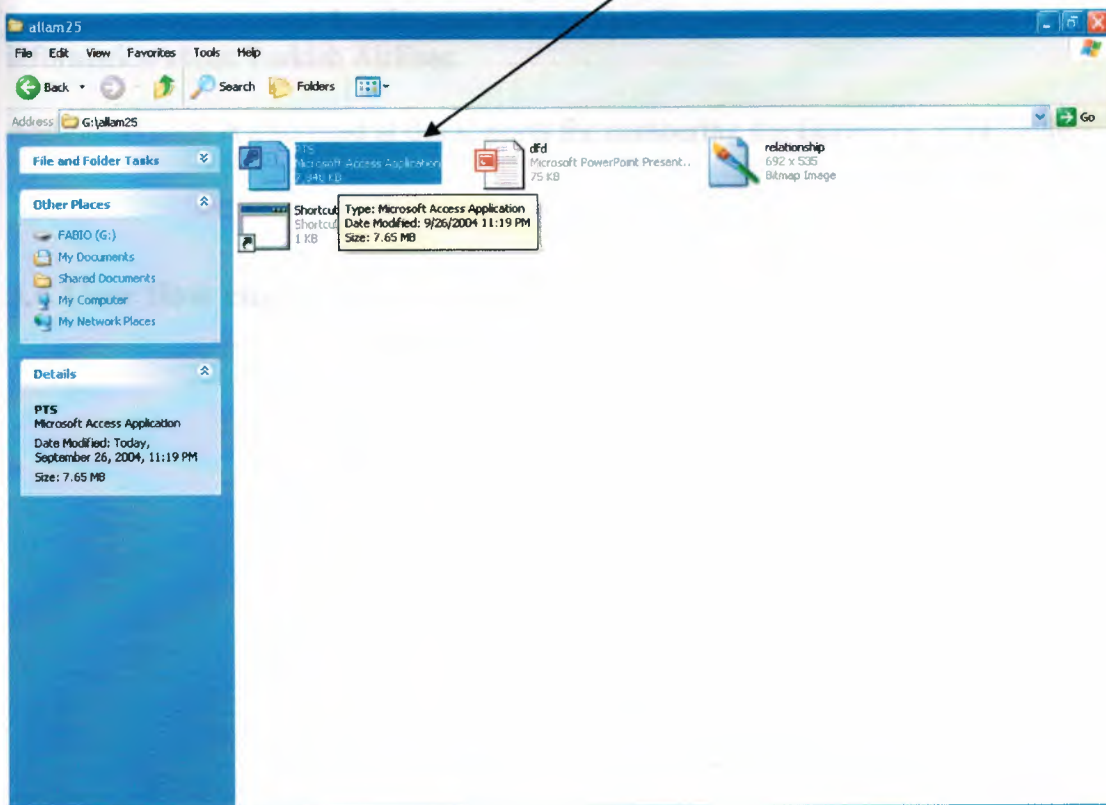 allam25
File Edit View Favorites Tools Help
Back Search Folders
Address G:\allam25 Go
File and Folder Tasks
Other Places
FABIO (G:)
My Documents
Shared Documents
My Computer
My Network Places
Details
PTS
Microsoft Access Application
Date Modified: Today,
September 26, 2004, 11:19 PM
Size: 7.65 MB
PTS
Microsoft Access Application
KB
dfd
Microsoft PowerPoint Present..
75 KB
relationship
692 x 535
Bitmap Image
Shortcut
Shortcut
1 KB
Type: Microsoft Access Application
Date Modified: 9/26/2004 11:19 PM
Size: 7.65 MB